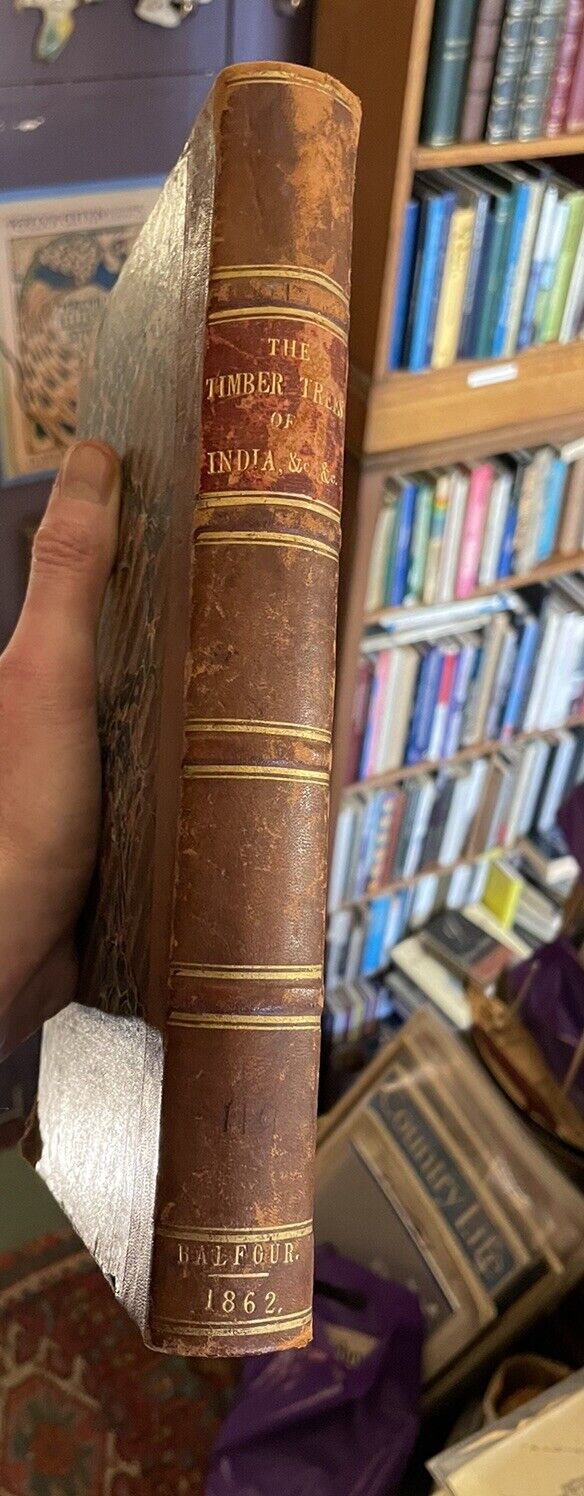 THE
TIMBER TREES
OF
INDIA, &c. &c.
BALFOUR.
1862.
Country Life